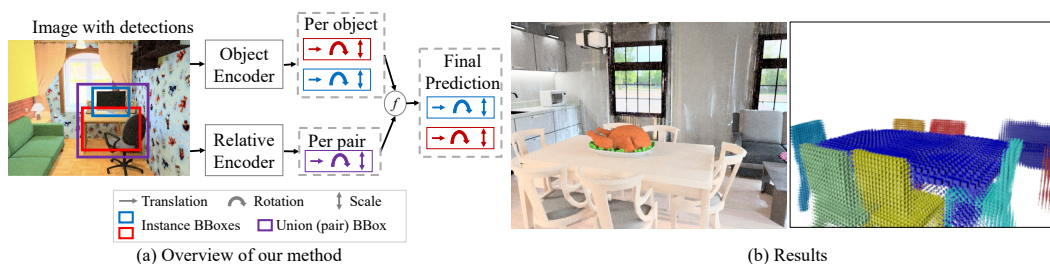 Image with detections
Object
Encoder
Relative
Encoder
Per object
Per pair
f
Final
Prediction
Translation
Rotation
Scale
Instance BBoxes
Union (pair) BBox
(a) Overview of our method
(b) Results